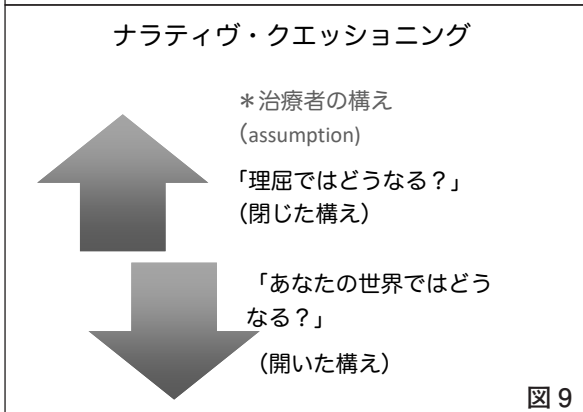 ナラティヴ・クエッショニング
＊治療者の構え
(assumption)
「理屈ではどうなる？」
(閉じた構え)
「あなたの世界ではどう
なる？」
(開いた構え)
図 9